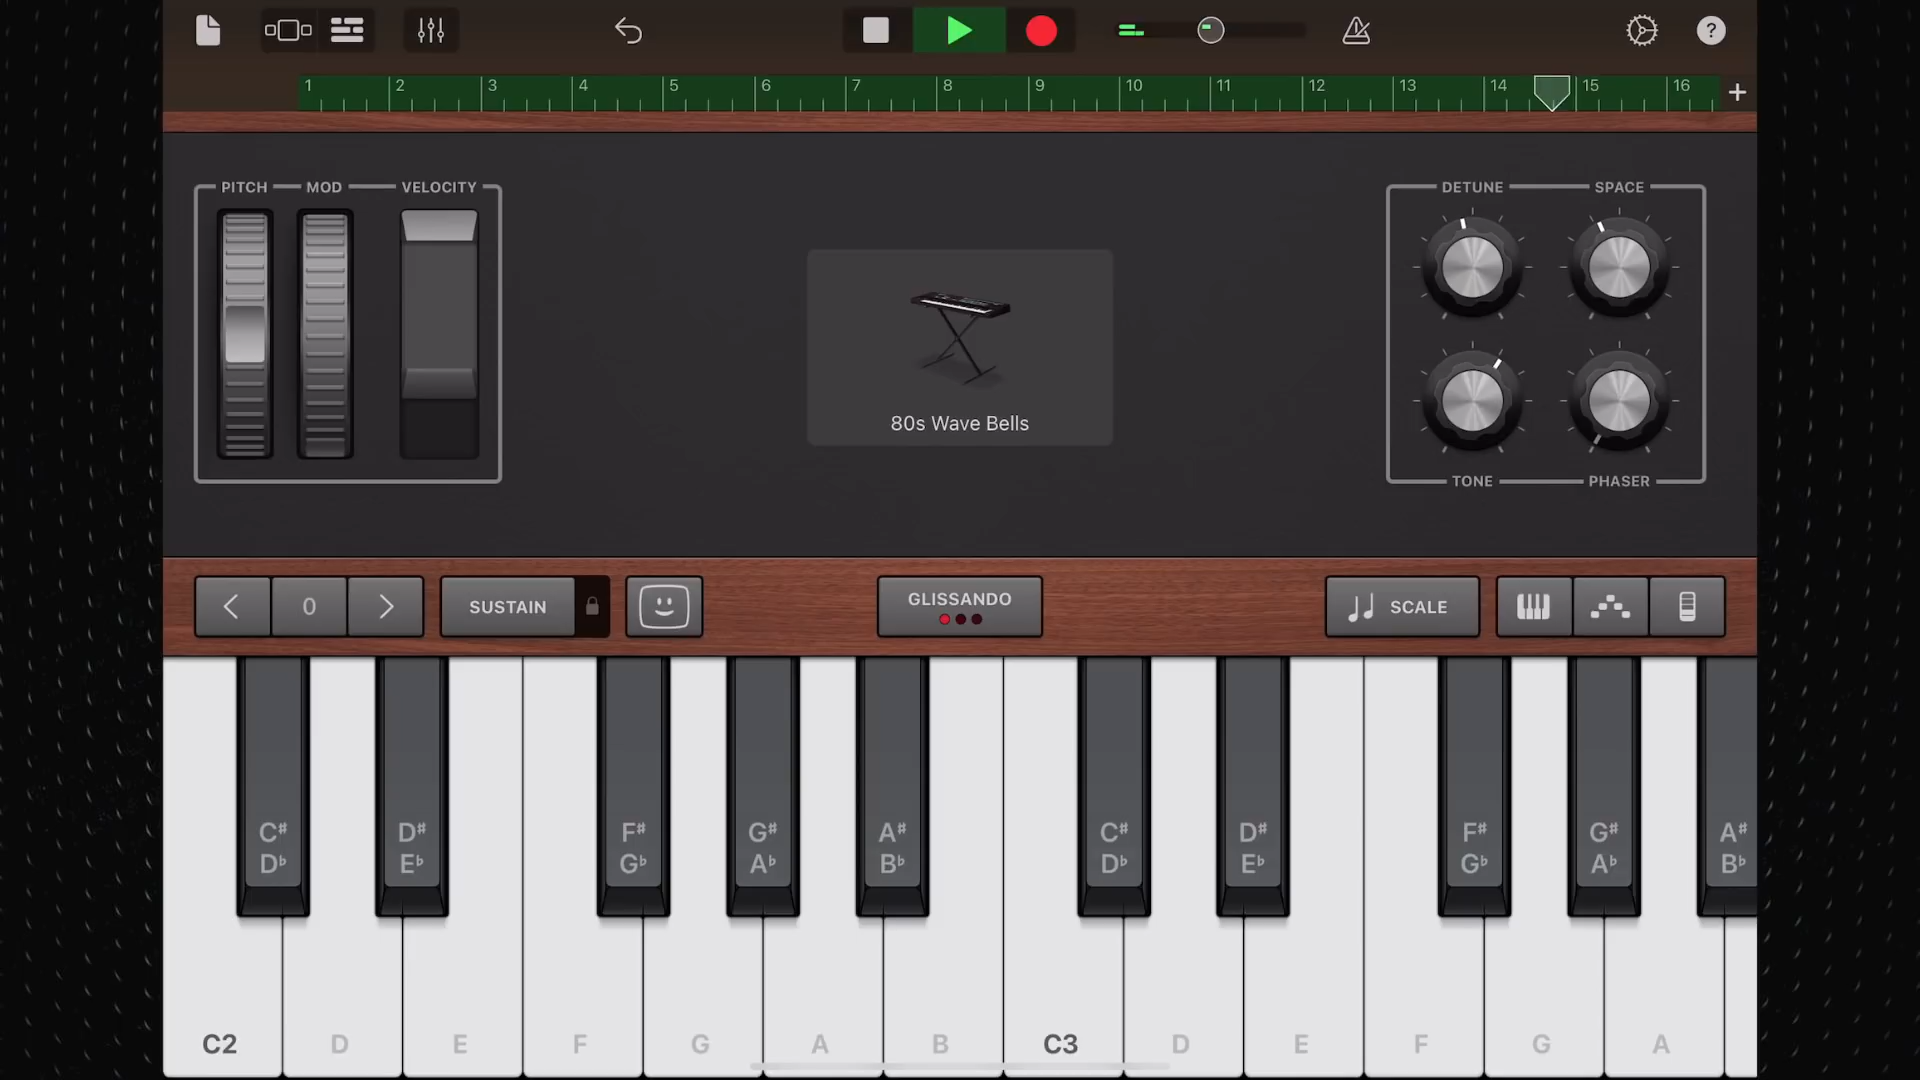 ?
1 2 3 4 5 6 7 8 9 10 11 12 13 14 15 16 +
PITCH MOD VELOCITY
DETUNE SPACE
80s Wave Bells
TONE PHASER
0 SUSTAIN GLISSANDO SCALE
C♯ D♯ F♯ G♯ A♯ C♯ D♯ F♯ G♯ A♯
D♭ E♭ G♭ A♭ B♭ D♭ E♭ G♭ A♭ B♭
C2 D E F G A B C3 D E F G A